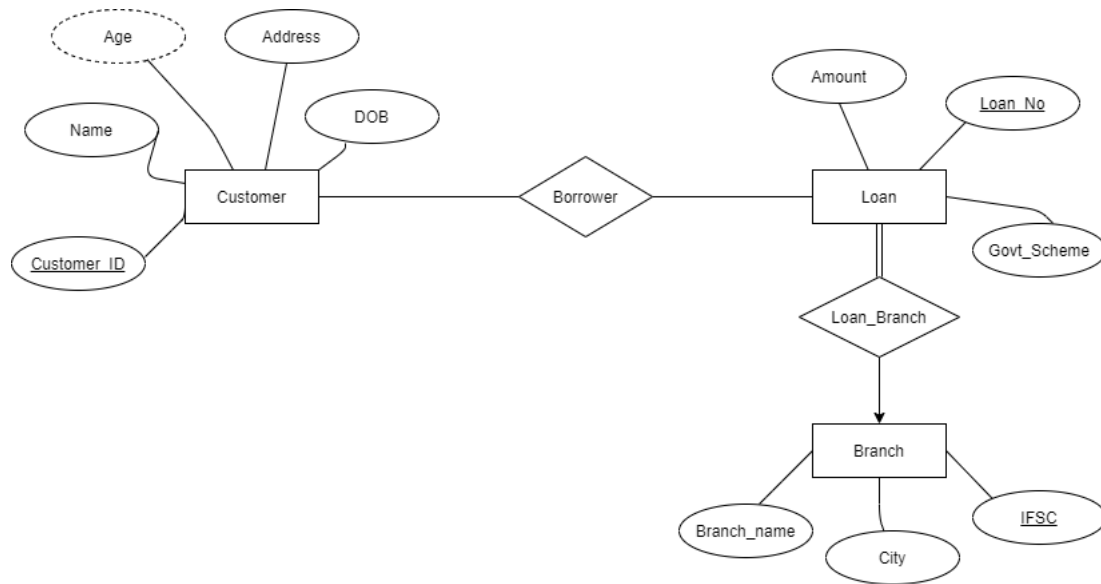 Age
Address
Amount
Loan_No
Name
DOB
Customer
Borrower
Loan
Customer_ID
Govt_Scheme
Loan_Branch
Branch
Branch_name
IFSC
City